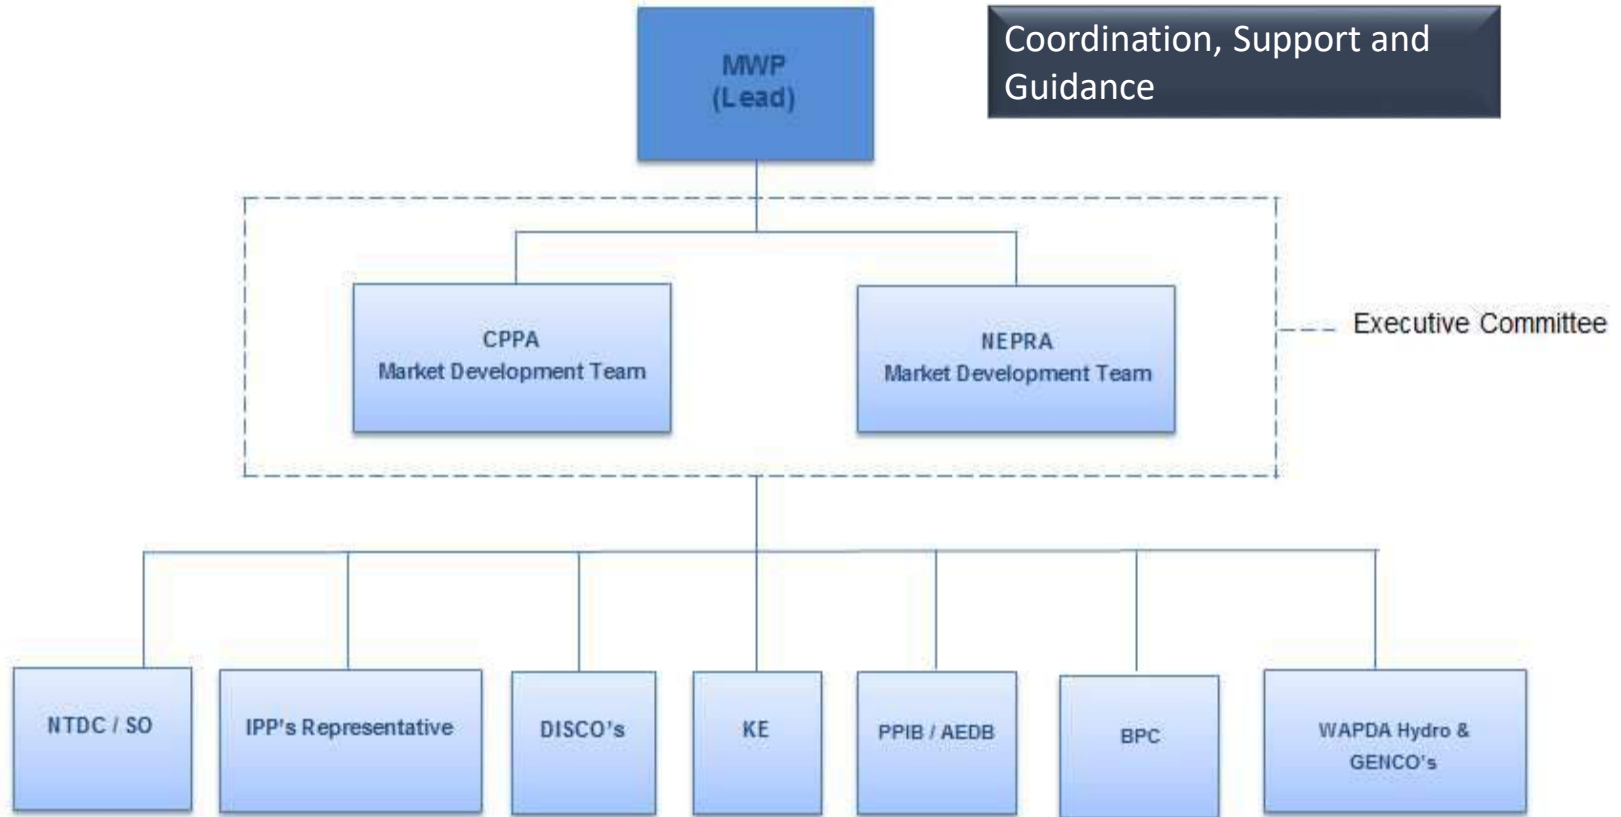 Coordination, Support and
Guidance
MWP
(Lead)
CPPA
Market Development Team
NEPRA
Market Development Team
Executive Committee
NTDC / SO
IPP's Representative
DISCO's
KE
PPIB / AEDB
BPC
WAPDA Hydro &
GENCO's